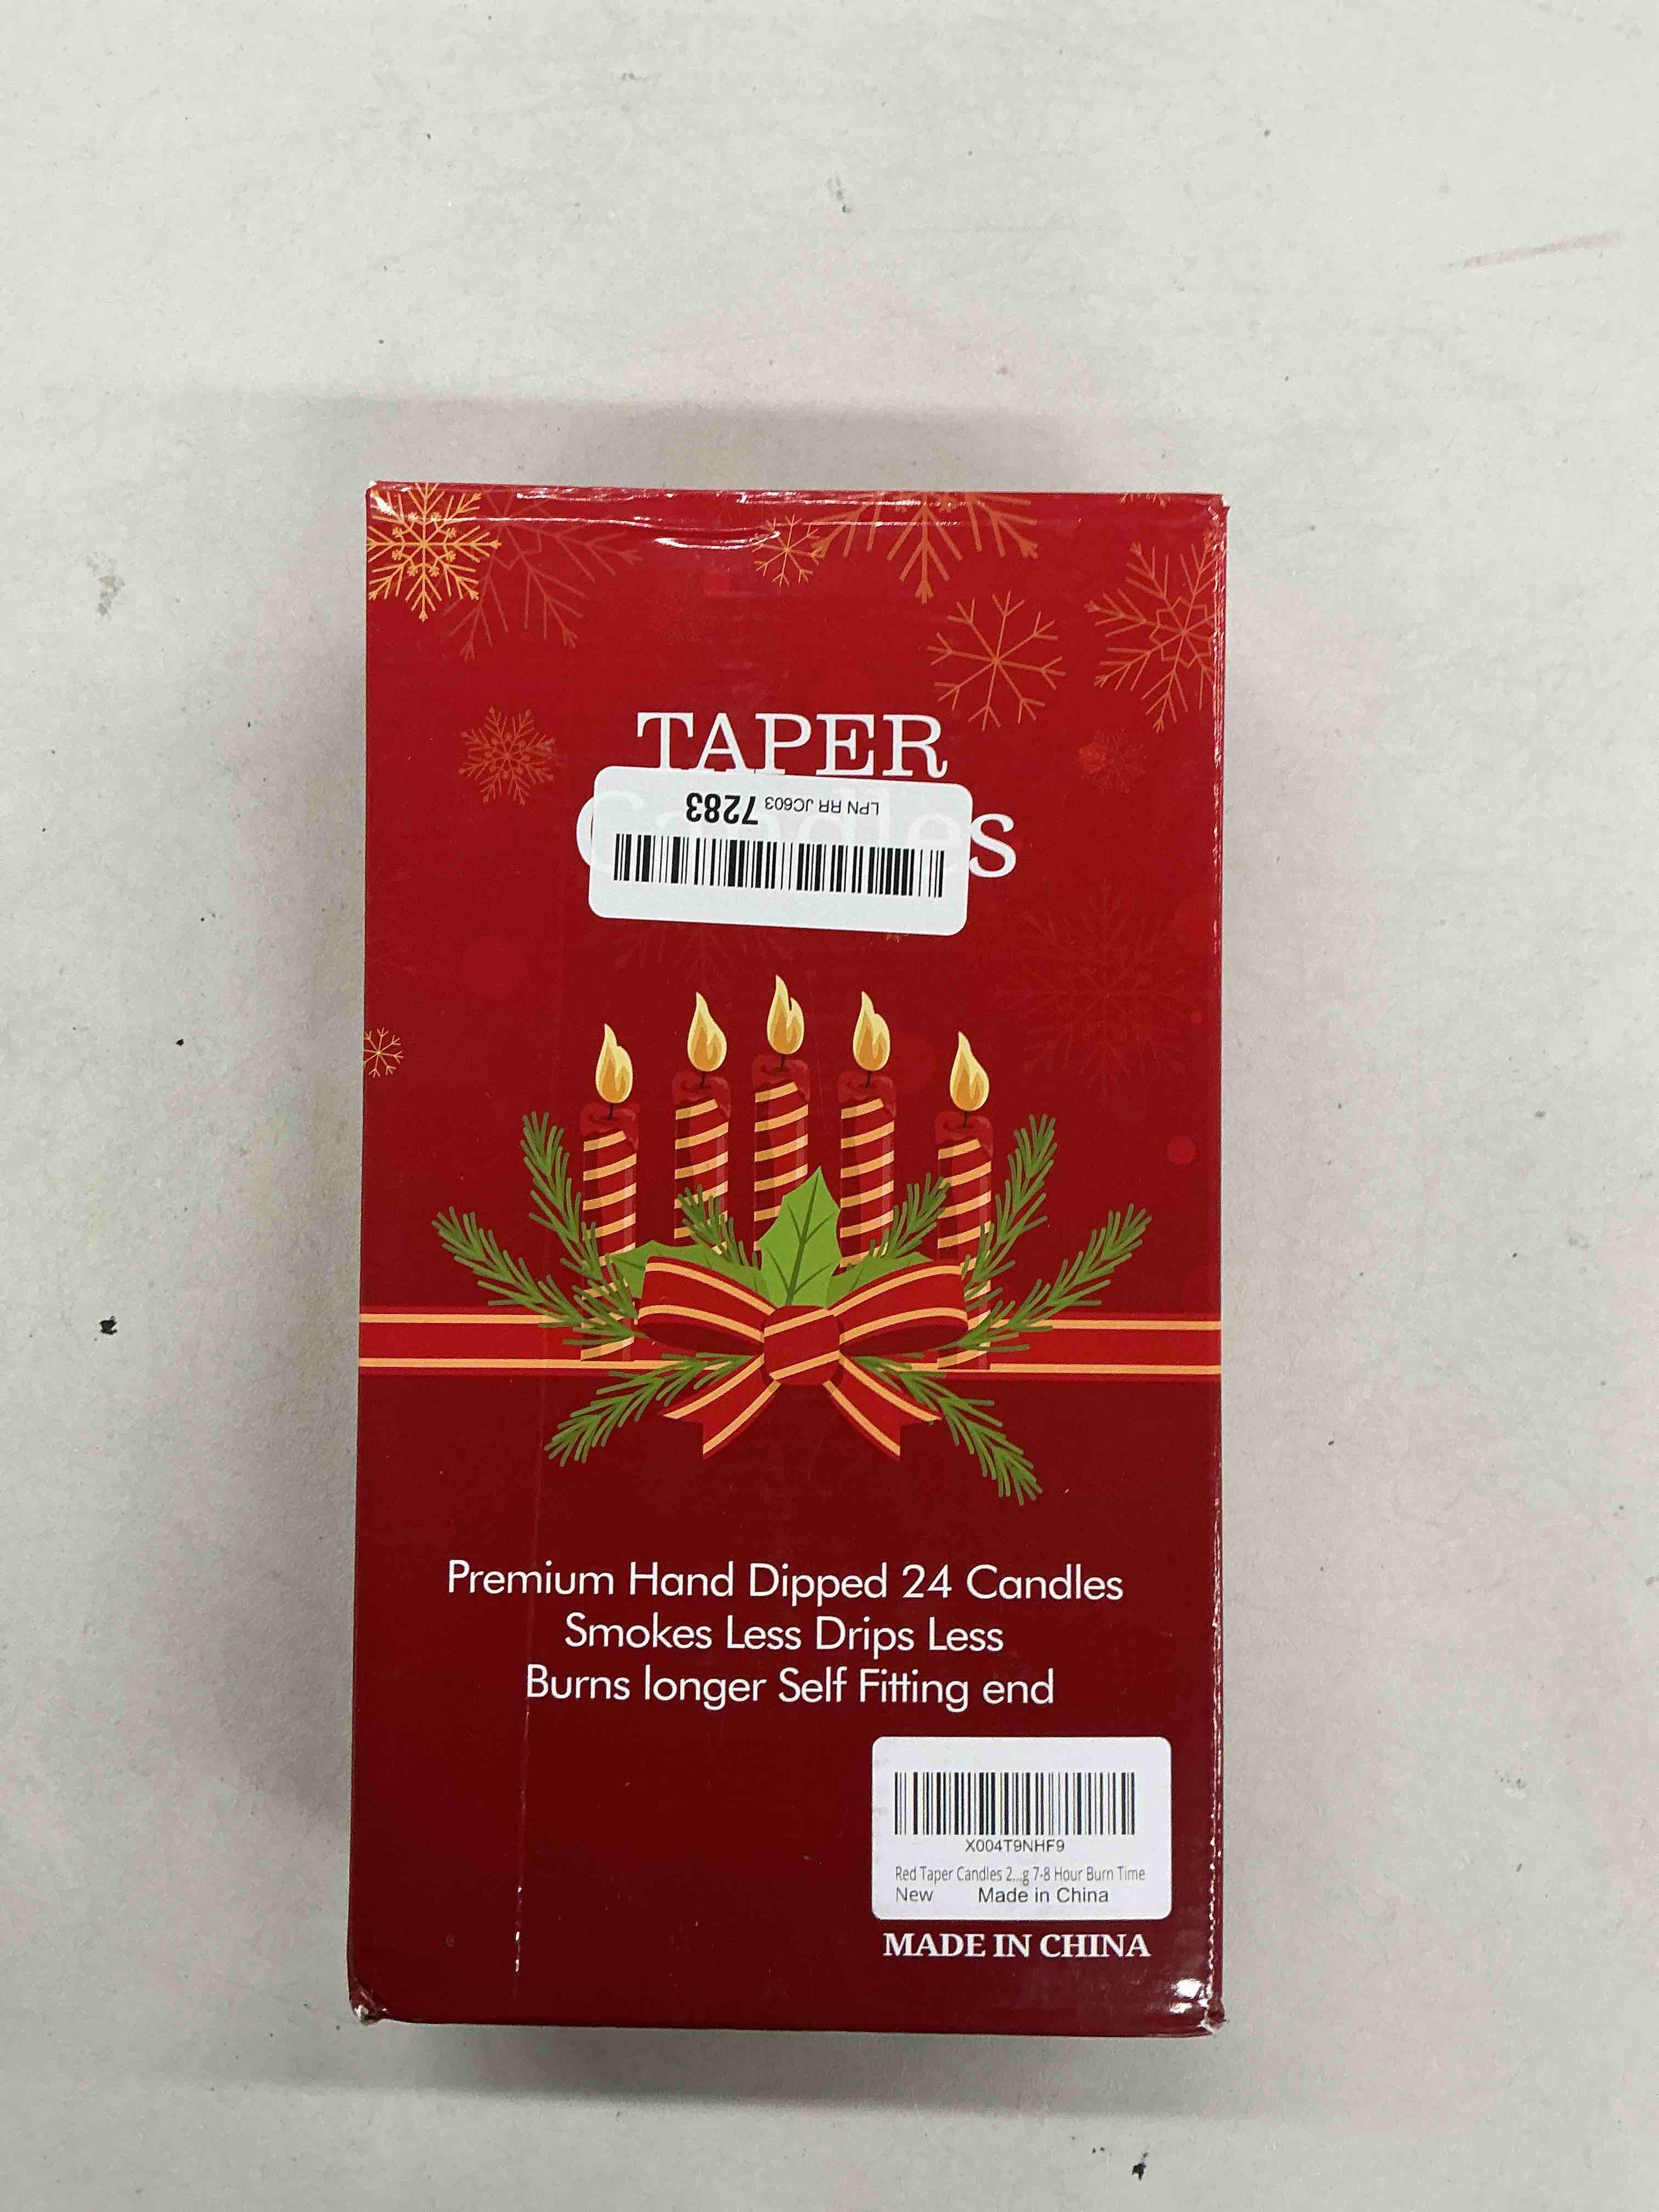 TAPER
Candles
LPN RR JC603 7283
Premium Hand Dipped 24 Candles
Smokes Less Drips Less
Burns longer Self Fitting end
X004T9NHF9
Red Taper Candles 2...g 7-8 Hour Burn Time
New Made in China
MADE IN CHINA